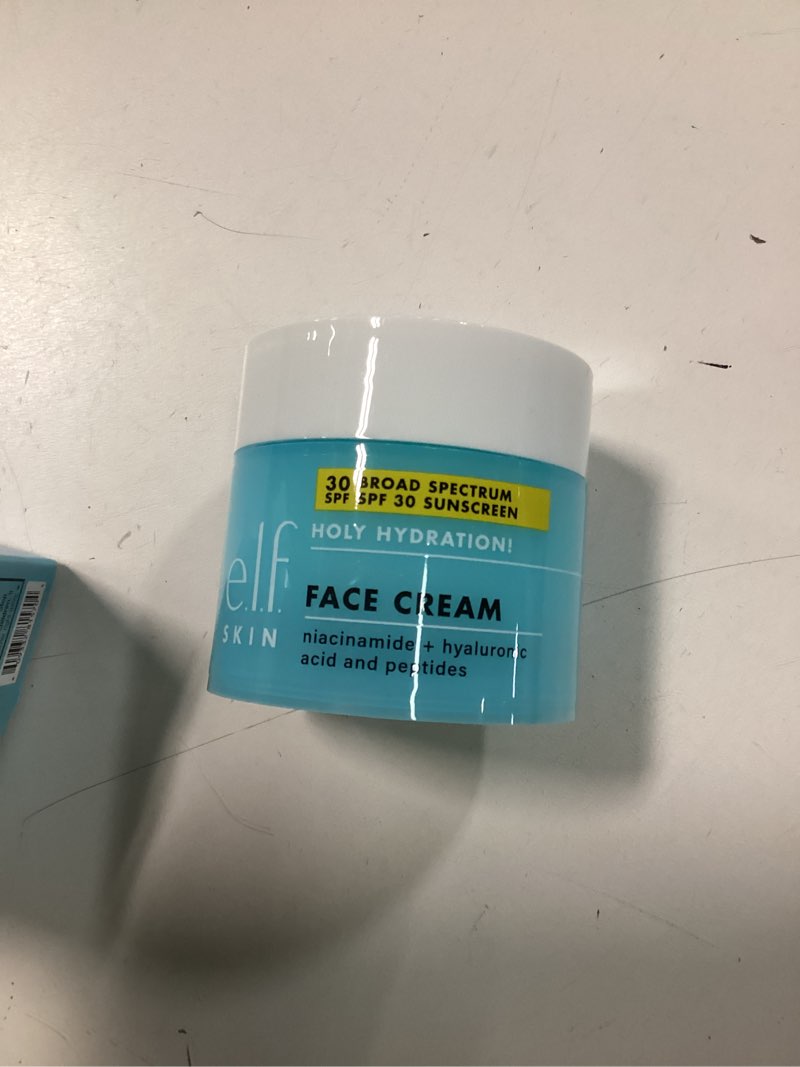 30 BROAD SPECTRUM
SPF SPF 30 SUNSCREEN
HOLY HYDRATION!
e.l.f.
SKIN
FACE CREAM
niacinamide + hyaluronic
acid and peptides